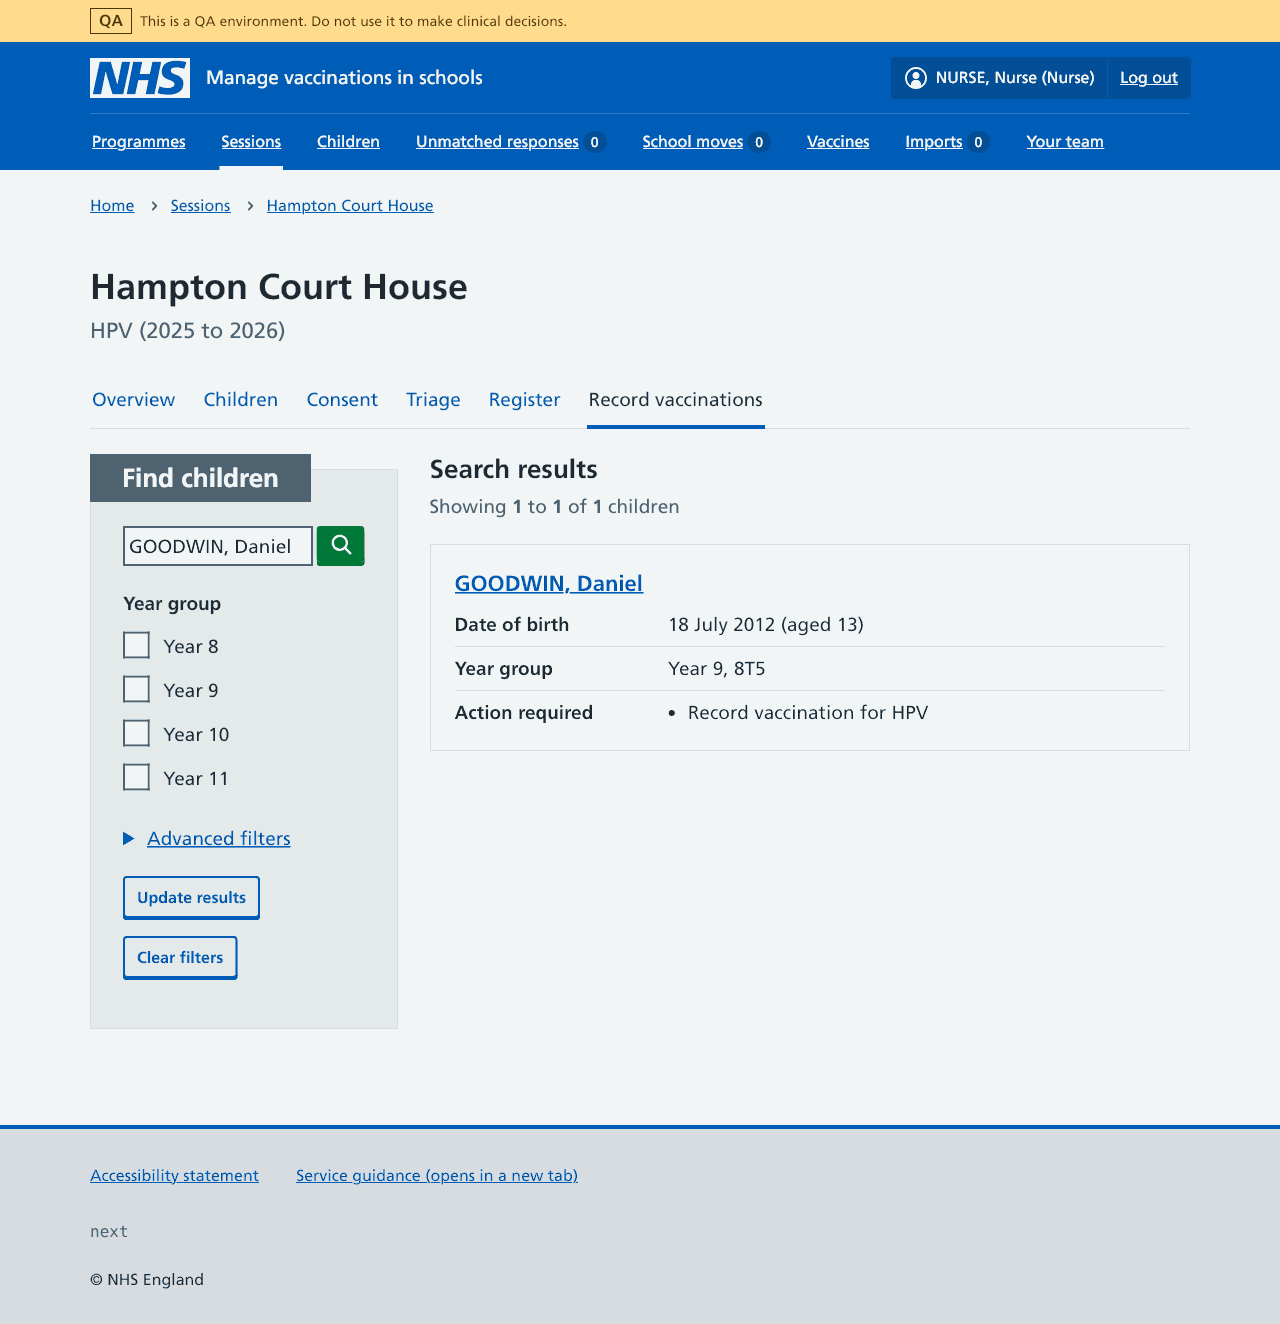 QA This is a QA environment. Do not use it to make clinical decisions.
NHS Manage vaccinations in schools NURSE, Nurse (Nurse) Log out
Programmes Sessions Children Unmatched responses 0 School moves 0 Vaccines Imports 0 Your team
Home Sessions Hampton Court House
Hampton Court House
HPV (2025 to 2026)
Overview Children Consent Triage Register Record vaccinations
Find children
GOODWIN, Daniel
Year group
Year 8
Year 9
Year 10
Year 11
Advanced filters
Update results
Clear filters
Search results
Showing 1 to 1 of 1 children
GOODWIN, Daniel
Date of birth 18 July 2012 (aged 13)
Year group Year 9, 8T5
Action required • Record vaccination for HPV
Accessibility statement Service guidance (opens in a new tab)
next
© NHS England